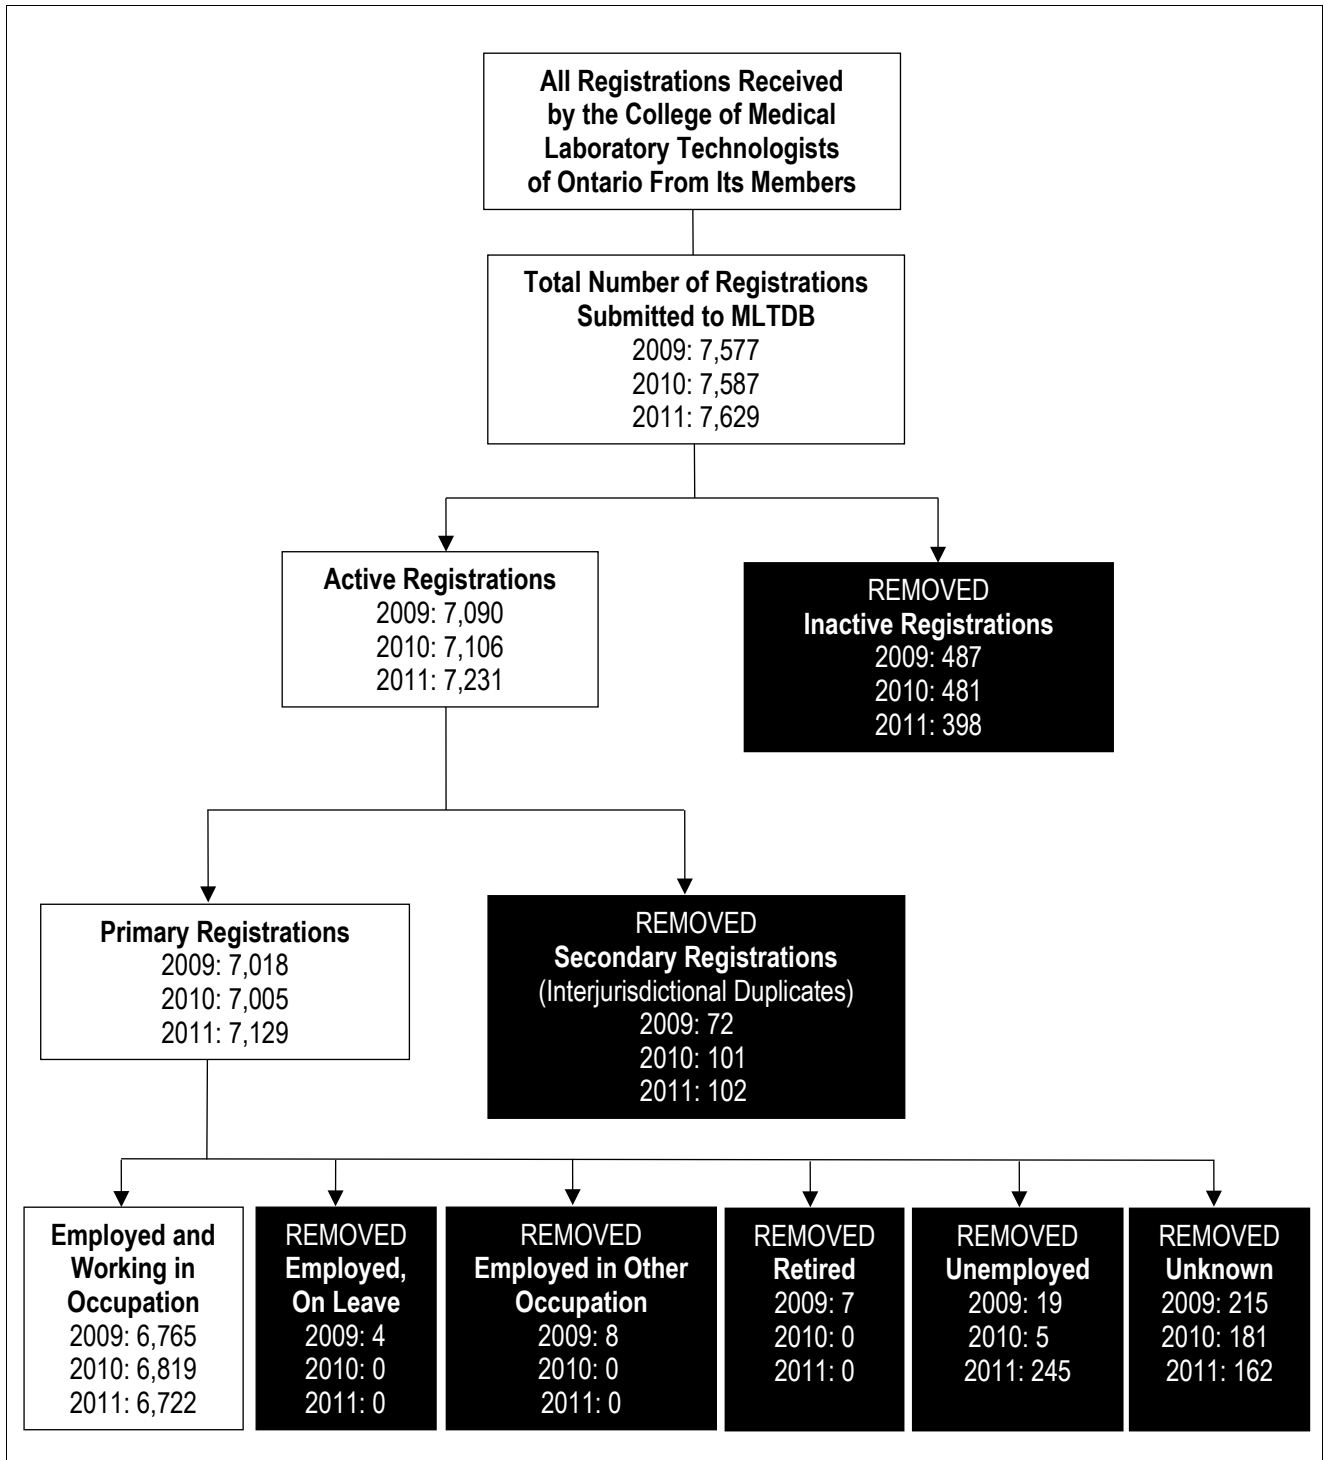 All Registrations Received
by the College of Medical
Laboratory Technologists
of Ontario From Its Members
Total Number of Registrations
Submitted to MLTDB
2009: 7,577
2010: 7,587
2011: 7,629
Active Registrations
2009: 7,090
2010: 7,106
2011: 7,231
REMOVED
Inactive Registrations
2009: 487
2010: 481
2011: 398
Primary Registrations
2009: 7,018
2010: 7,005
2011: 7,129
REMOVED
Secondary Registrations
(Interjurisdictional Duplicates)
2009: 72
2010: 101
2011: 102
Employed and
Working in
Occupation
2009: 6,765
2010: 6,819
2011: 6,722
REMOVED
Employed,
On Leave
2009: 4
2010: 0
2011: 0
REMOVED
Employed in Other
Occupation
2009: 8
2010: 0
2011: 0
REMOVED
Retired
2009: 7
2010: 0
2011: 0
REMOVED
Unemployed
2009: 19
2010: 5
2011: 245
REMOVED
Unknown
2009: 215
2010: 181
2011: 162